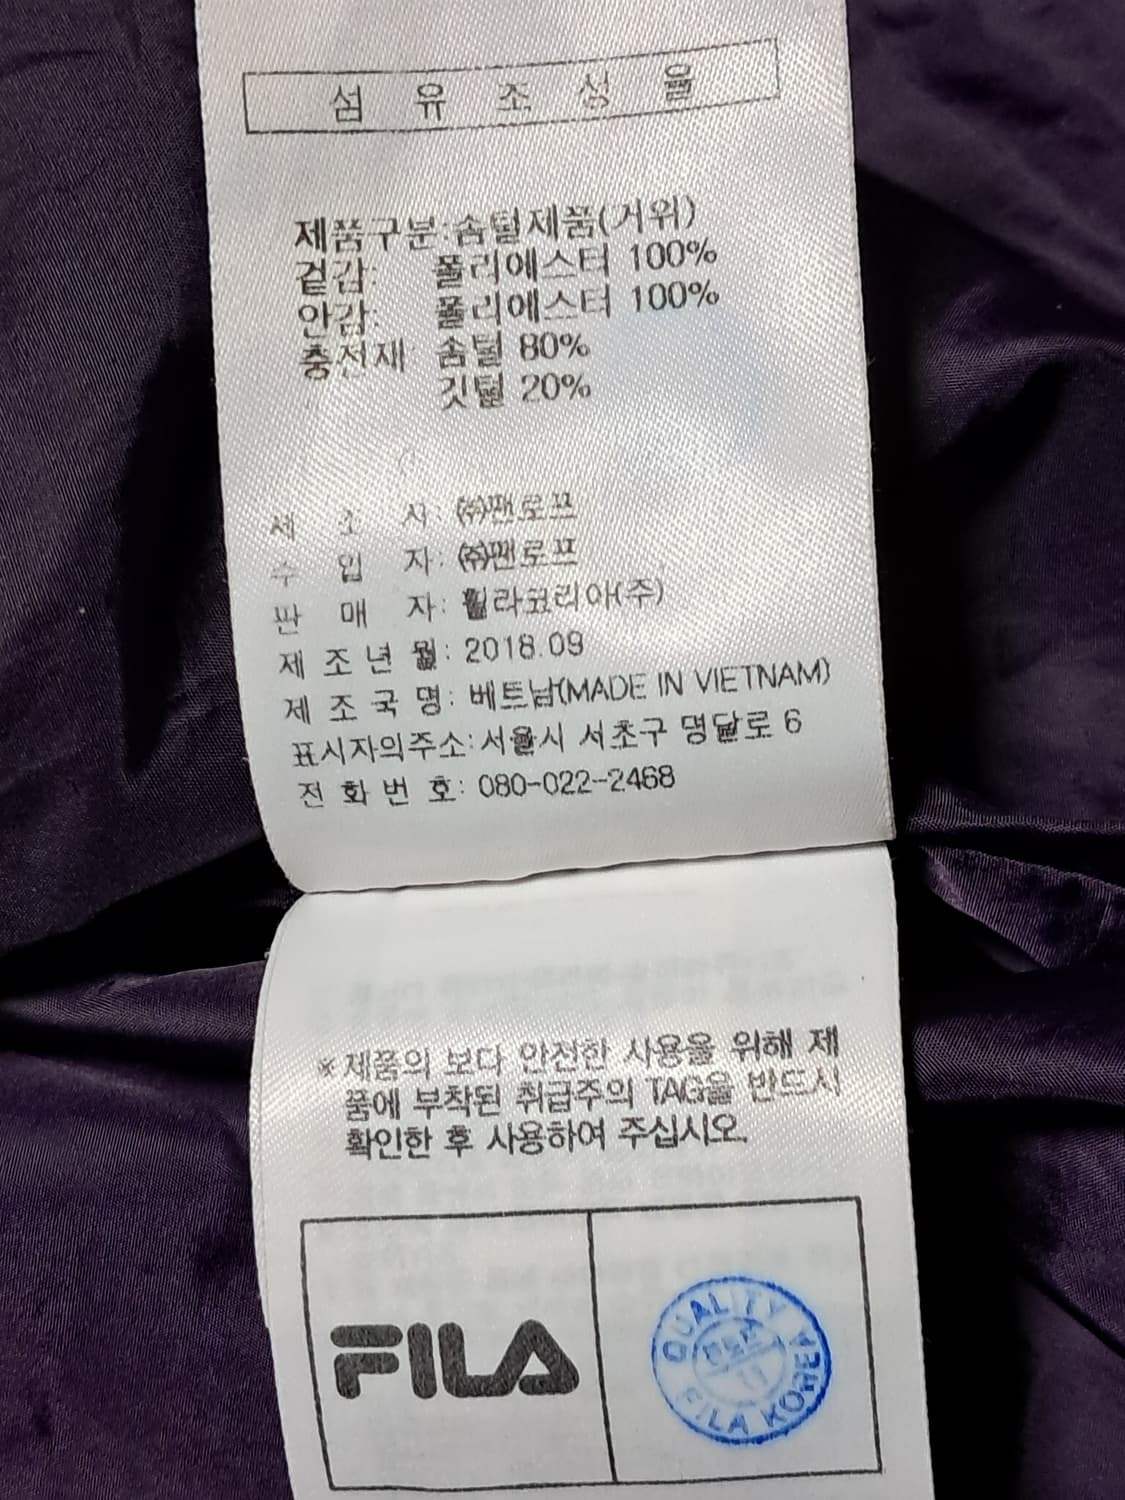 섬 유 조 성 율
제품구분:솜털제품(거위)
겉감: 폴리에스터 100%
안감: 폴리에스터 100%
충전재: 솜털 80%
깃털 20%
제 조 사: ㈜팬로프
수 입 자: ㈜팬로프
판 매 자: 휠라코리아(주)
제 조 년 월: 2018.09
제 조 국 명: 베트남(MADE IN VIETNAM)
표시자의주소:서울시 서초구 명달로 6
전 화 번 호: 080-022-2468
※제품의 보다 안전한 사용을 위해 제
품에 부착된 취급주의 TAG을 반드시
확인한 후 사용하여 주십시오.
FILA
QUALITY
FILA KOREA